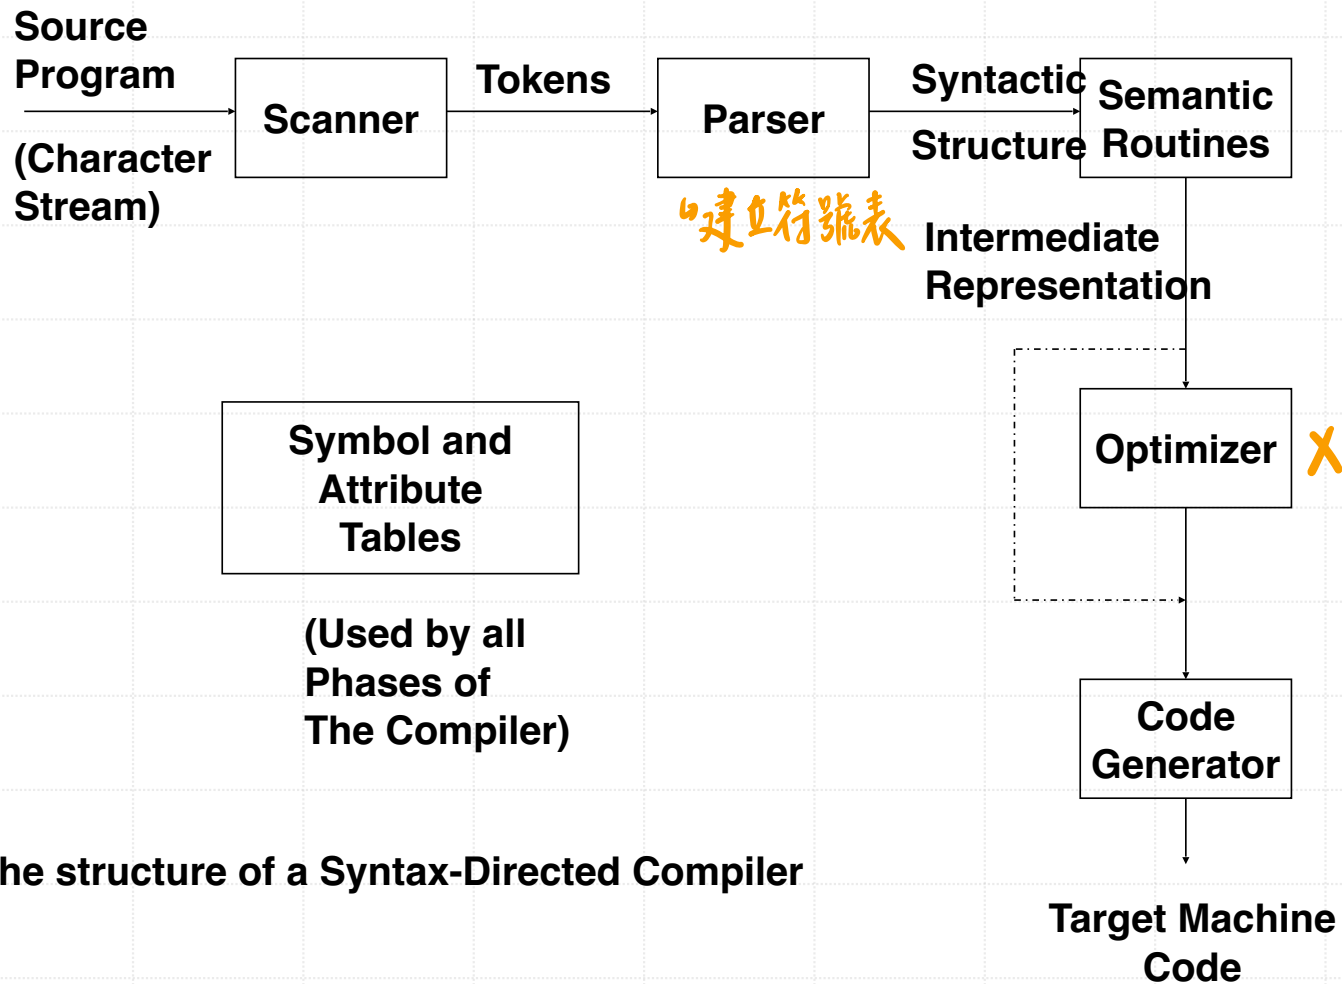 Source
Program
(Character
Stream)
Scanner
Tokens
Parser
建立符號表
Syntactic
Structure
Semantic
Routines
Intermediate
Representation
Optimizer
X
Symbol and
Attribute
Tables
(Used by all
Phases of
The Compiler)
Code
Generator
he structure of a Syntax-Directed Compiler
Target Machine
Code